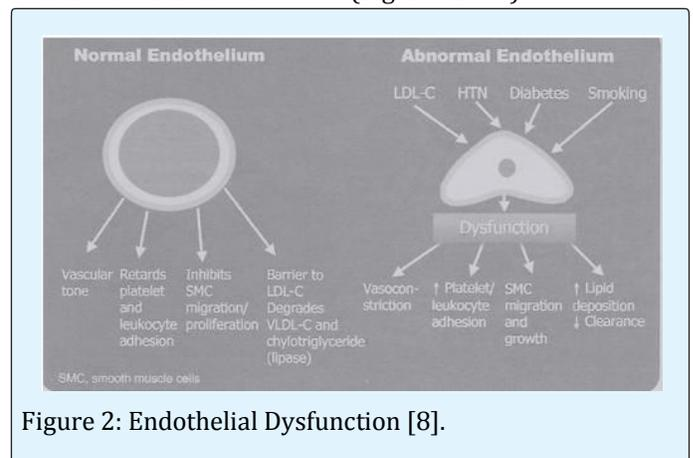 Normal Endothelium
Abnormal Endothelium
LDL-C HTN Diabetes Smoking
Dysfunction
Vascular
tone
Retards
platelet
and
leukocyte
adhesion
Inhibits
SMC
migration/
proliferation
Barrier to
LDL-C
Degrades
VLDL-C and
chylotriglyceride
(lipase)
Vasocon-
striction
↑ Platelet/
leukocyte
adhesion
SMC
migration
and
growth
↑ Lipid
deposition
↓ Clearance
SMC, smooth muscle cells
Figure 2: Endothelial Dysfunction [8].